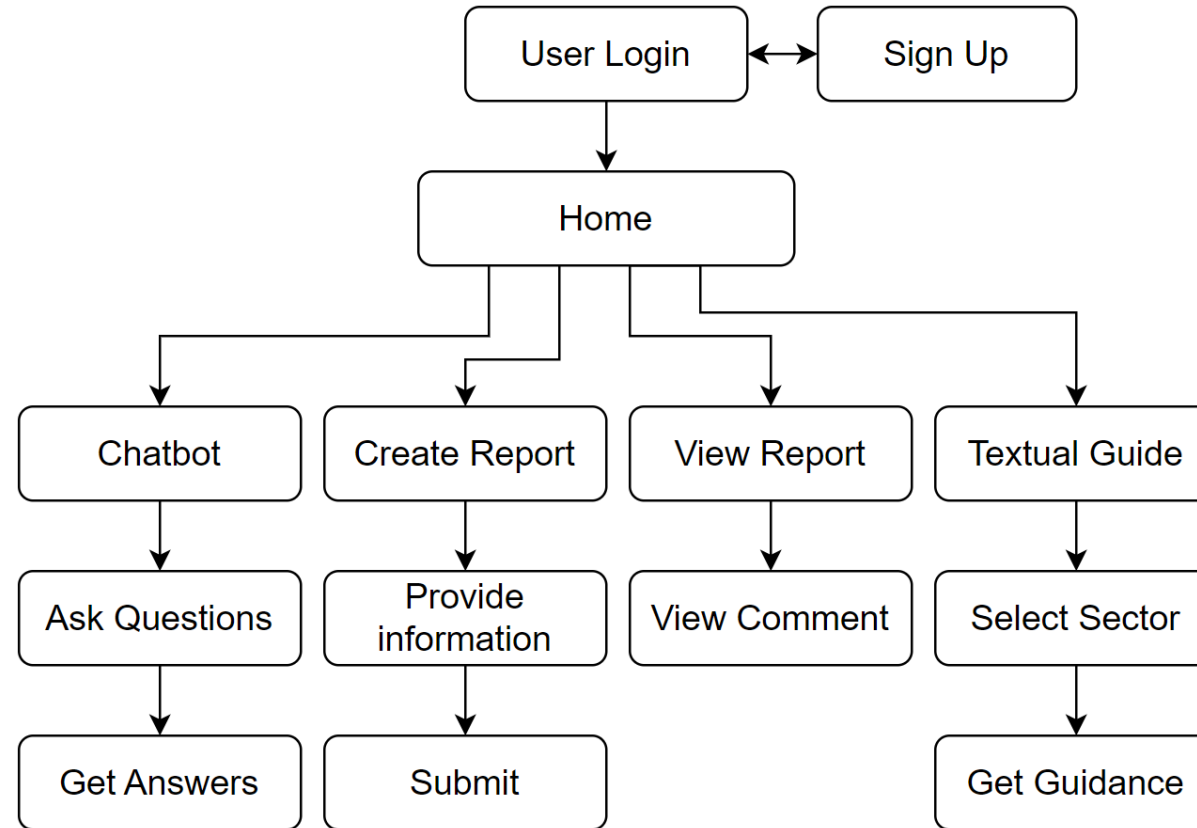 User Login
Sign Up
Home
Chatbot
Create Report
View Report
Textual Guide
Ask Questions
Provide
information
View Comment
Select Sector
Get Answers
Submit
Get Guidance